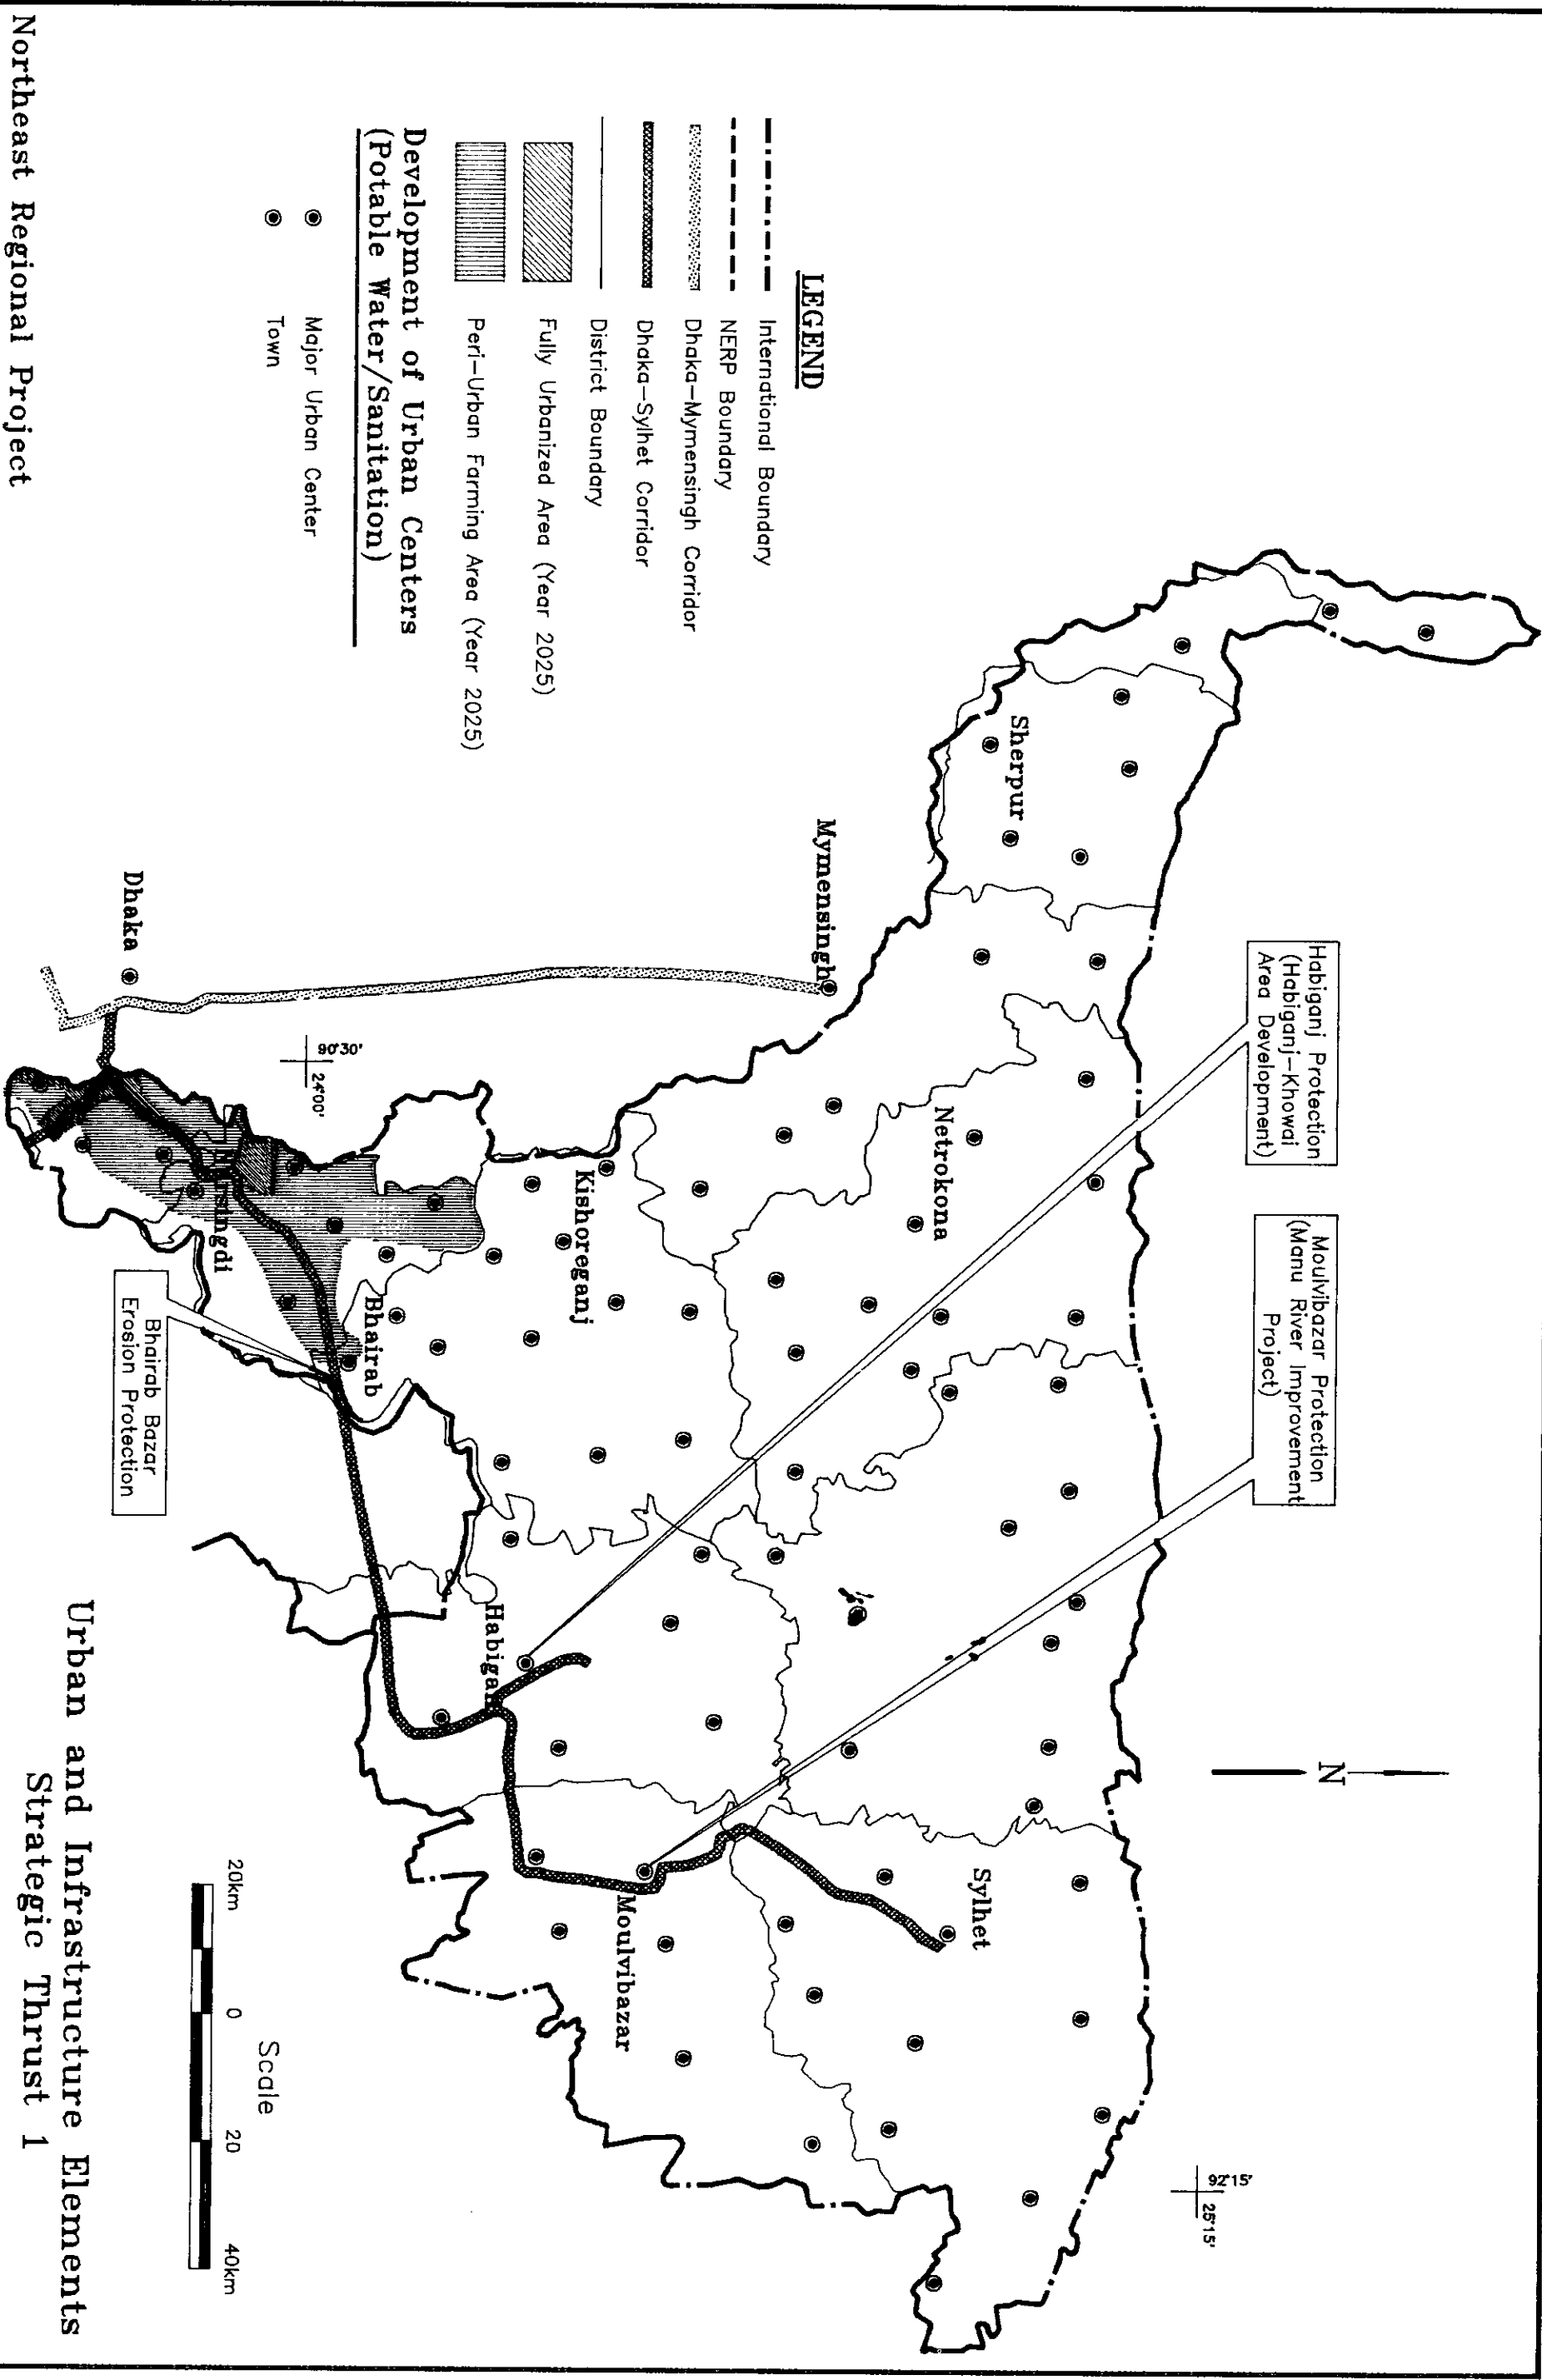 LEGEND
International Boundary
NERP Boundary
Dhaka-Mymensingh Corridor
Dhaka-Sylhet Corridor
District Boundary
Fully Urbanized Area (Year 2025)
Peri-Urban Farming Area (Year 2025)
Development of Urban Centers
(Potable Water/Sanitation)
Major Urban Center
Town
Habiganj Protection
(Habiganj-Khowai
Area Development)
Moulvibazar Protection
(Manu River Improvement
Project)
N
92°15'
25°15'
Sherpur
Mymensingh
Netrokona
Sylhet
Kishoreganj
Moulvibazar
Habiganj
Bhairab
Narsingdi
Dhaka
90°30'
24°00'
Bhairab Bazar
Erosion Protection
Scale
20km 0 20 40km
Urban and Infrastructure Elements
Strategic Thrust 1
Northeast Regional Project